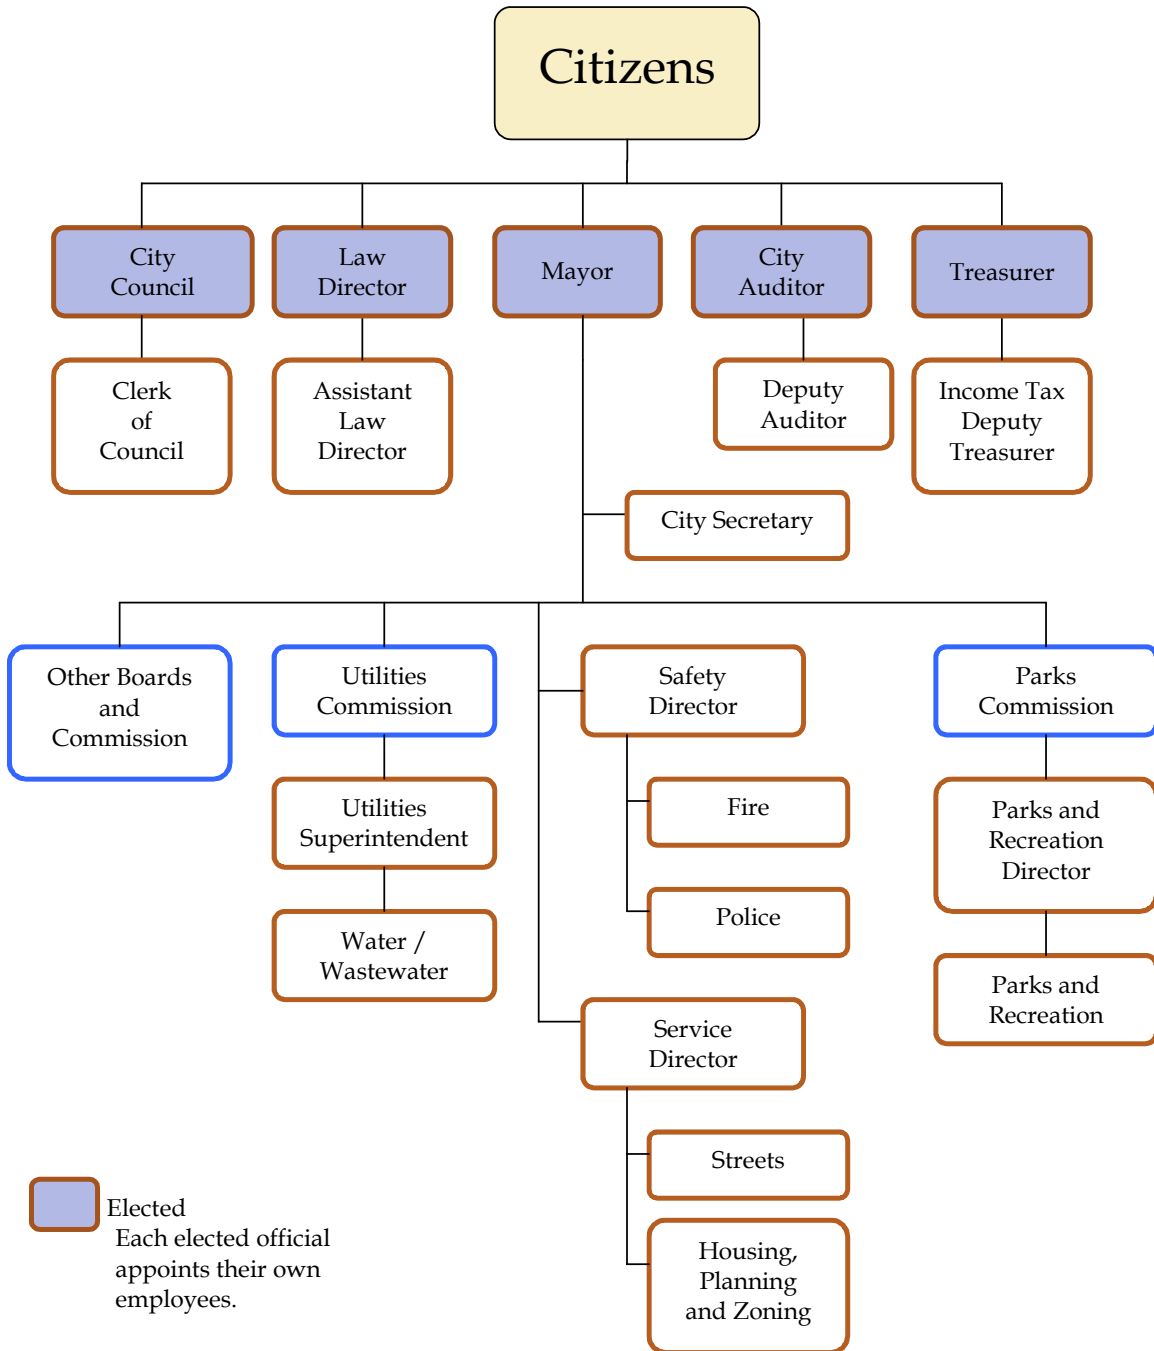 Citizens
City
Council
Law
Director
Mayor
City
Auditor
Treasurer
Clerk
of
Council
Assistant
Law
Director
Deputy
Auditor
Income Tax
Deputy
Treasurer
City Secretary
Other Boards
and
Commission
Utilities
Commission
Safety
Director
Parks
Commission
Utilities
Superintendent
Fire
Parks and
Recreation
Director
Police
Water /
Wastewater
Parks and
Recreation
Service
Director
Streets
Housing,
Planning
and Zoning
Elected
Each elected official
appoints their own
employees.